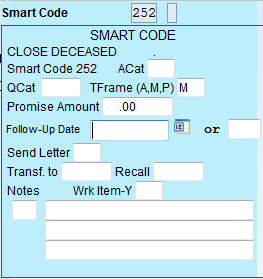 Smart Code 252
SMART CODE
CLOSE DECEASED .
Smart Code 252 ACat
QCat TFrame (A,M,P) M
Promise Amount .00
Follow-Up Date or
Send Letter
Transf. to Recall
Notes Wrk Item-Y